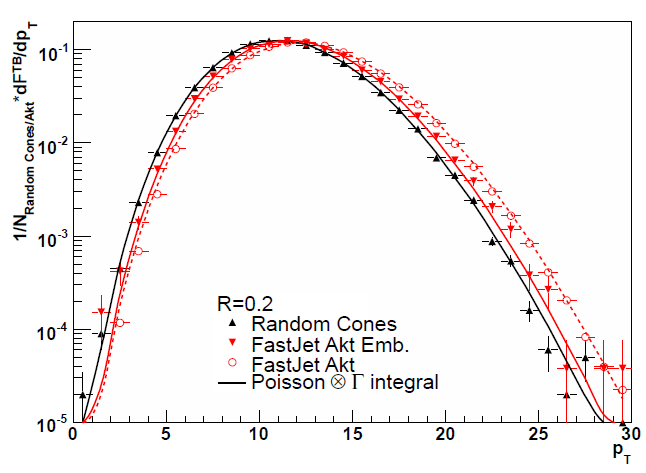 1/N_Random Cones/Akt *dF^TB/dp_T
10^-1
10^-2
10^-3
10^-4
10^-5
R=0.2
Random Cones
FastJet Akt Emb.
FastJet Akt
Poisson ⊗ Γ integral
0 5 10 15 20 25 30
p_T